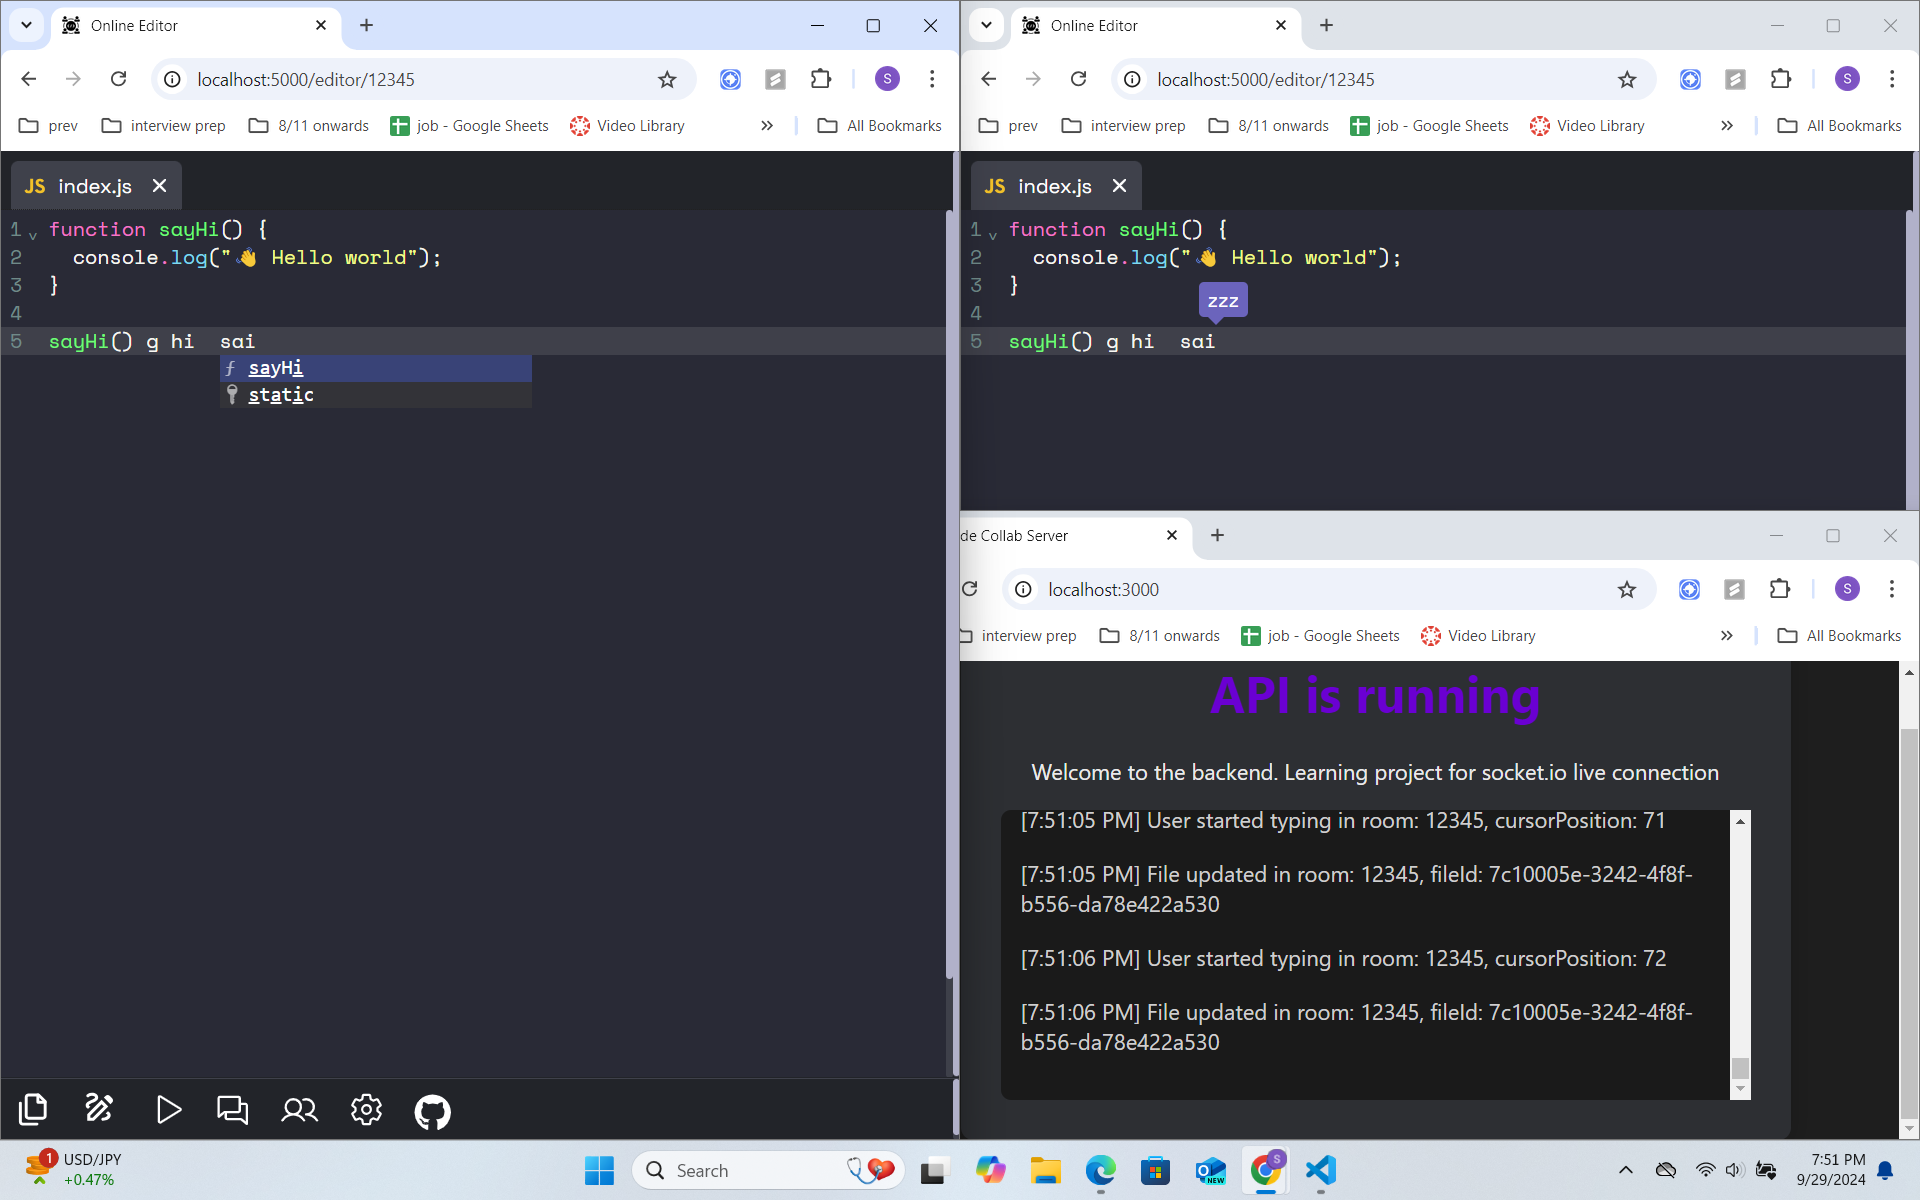 Online Editor
localhost:5000/editor/12345
S
prev
interview prep
8/11 onwards
job - Google Sheets
Video Library
All Bookmarks
JS index.js
1 function sayHi() {
2 console.log("👋 Hello world");
3 }
4
5 sayHi() g hi  sai
ƒ sayHi
static
Online Editor
localhost:5000/editor/12345
S
prev
interview prep
8/11 onwards
job - Google Sheets
Video Library
All Bookmarks
JS index.js
1 function sayHi() {
2 console.log("👋 Hello world");
3 }
4
zzz
5 sayHi() g hi  sai
de Collab Server
localhost:3000
S
interview prep
8/11 onwards
job - Google Sheets
Video Library
All Bookmarks
API is running
Welcome to the backend. Learning project for socket.io live connection
[7:51:05 PM] User started typing in room: 12345, cursorPosition: 71
[7:51:05 PM] File updated in room: 12345, fileId: 7c10005e-3242-4f8f-
b556-da78e422a530
[7:51:06 PM] User started typing in room: 12345, cursorPosition: 72
[7:51:06 PM] File updated in room: 12345, fileId: 7c10005e-3242-4f8f-
b556-da78e422a530
1
USD/JPY
+0.47%
Search
NEW
S
7:51 PM
9/29/2024